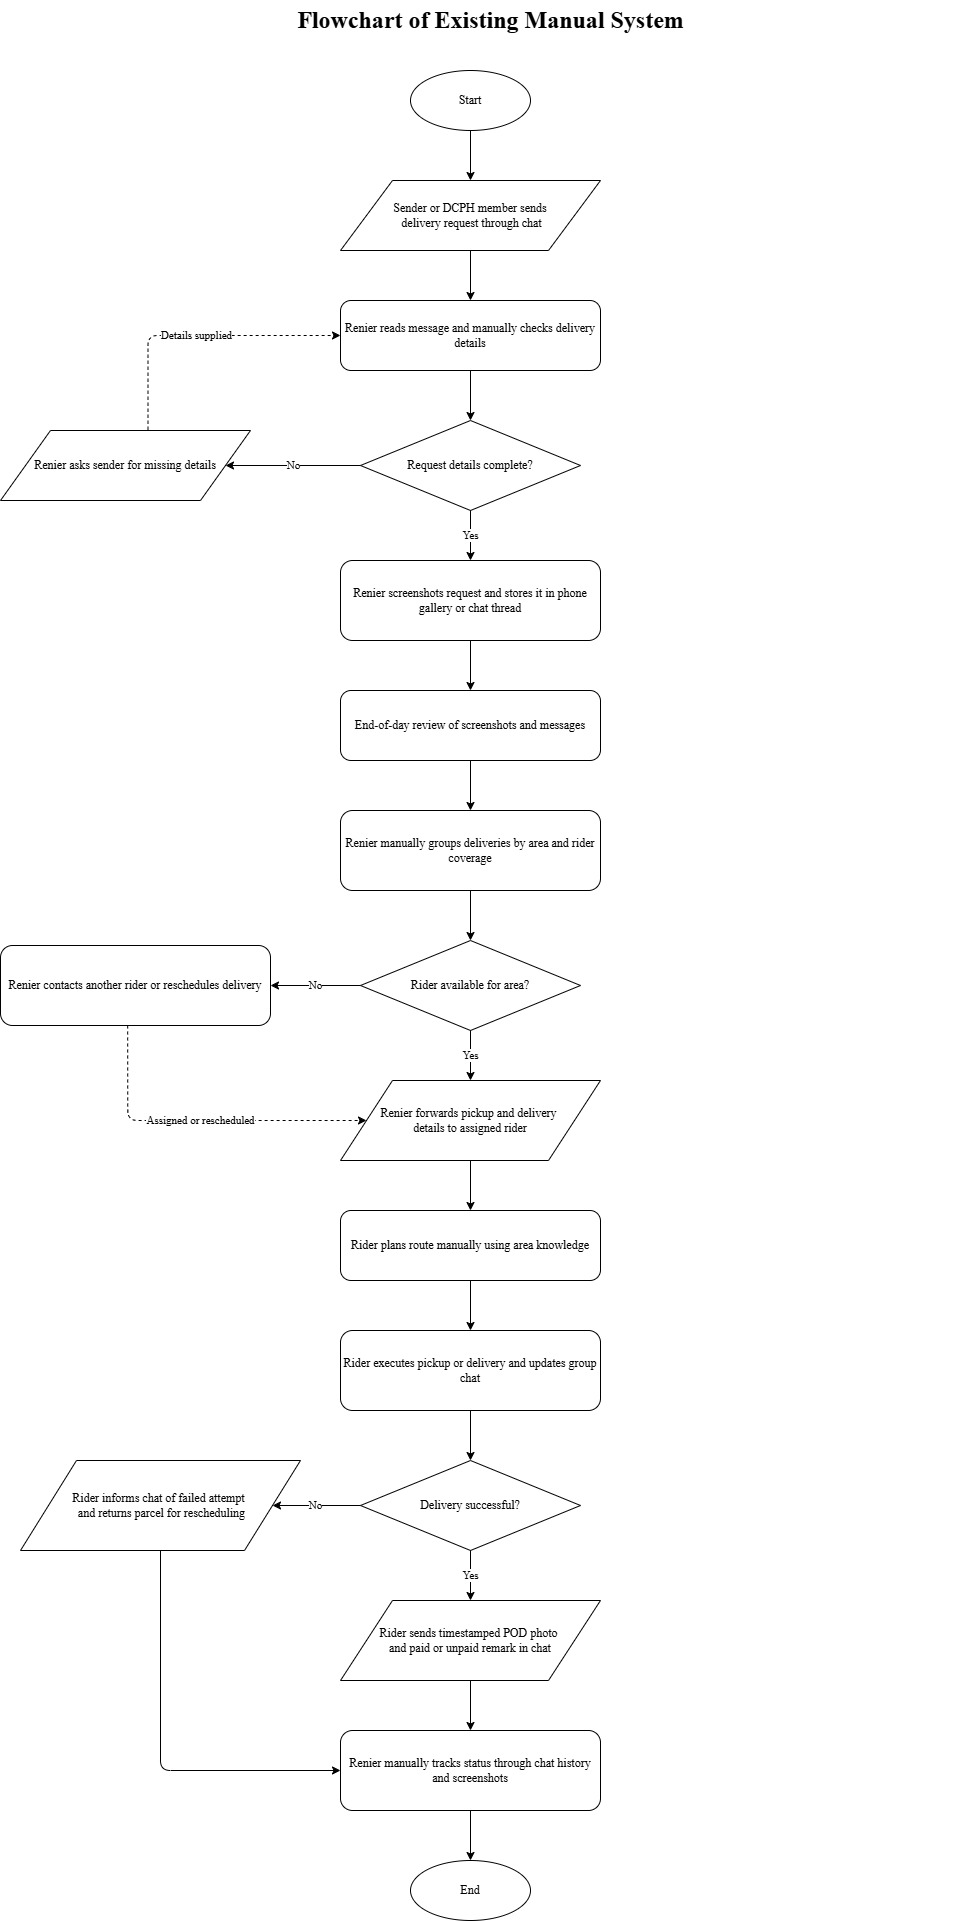 Flowchart of Existing Manual System
Start
Sender or DCPH member sends
delivery request through chat
Renier reads message and manually checks delivery
details
Details supplied
Renier asks sender for missing details
No
Request details complete?
Yes
Renier screenshots request and stores it in phone
gallery or chat thread
End-of-day review of screenshots and messages
Renier manually groups deliveries by area and rider
coverage
Renier contacts another rider or reschedules delivery
No
Rider available for area?
Yes
Assigned or rescheduled
Renier forwards pickup and delivery
details to assigned rider
Rider plans route manually using area knowledge
Rider executes pickup or delivery and updates group
chat
Rider informs chat of failed attempt
and returns parcel for rescheduling
No
Delivery successful?
Yes
Rider sends timestamped POD photo
and paid or unpaid remark in chat
Renier manually tracks status through chat history
and screenshots
End